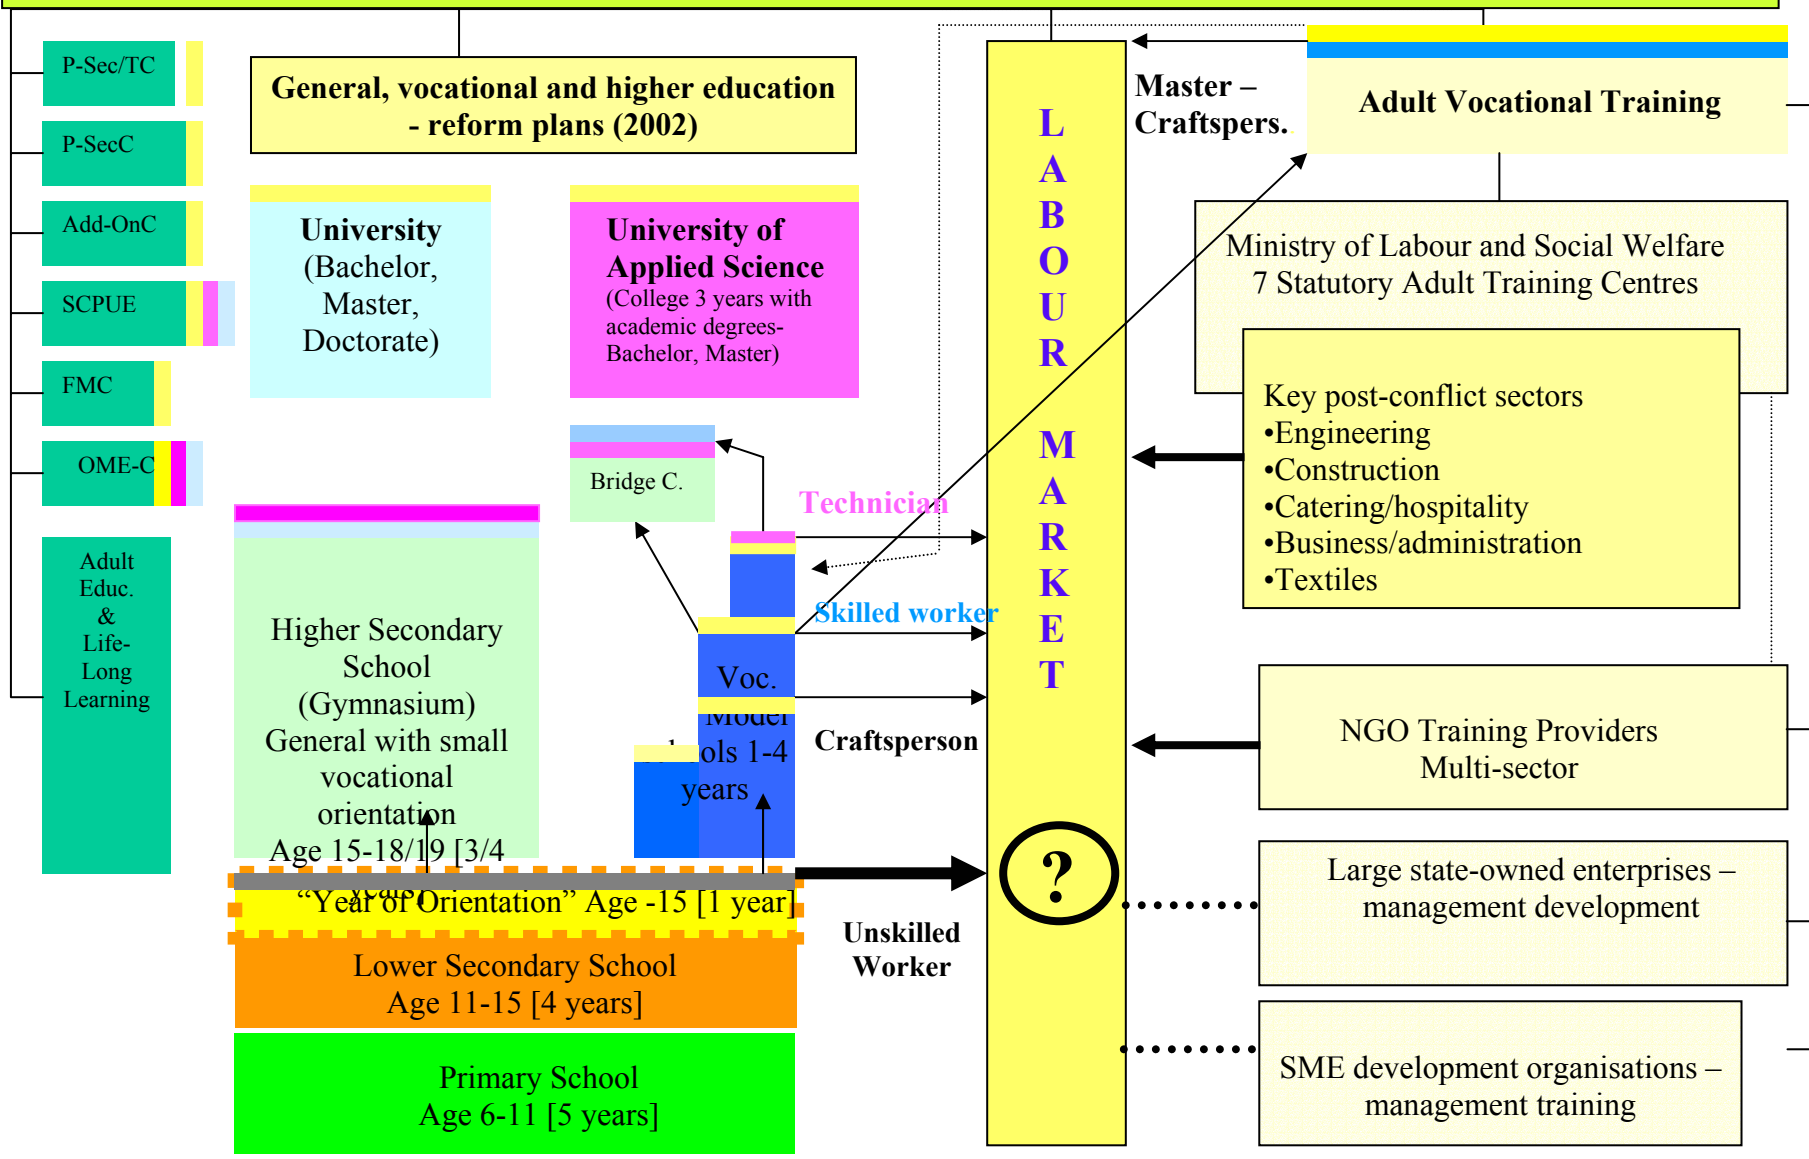 P-Sec/TC
P-SecC
Add-OnC
SCPUE
FMC
OME-C
Adult
Educ.
&
Life-
Long
Learning
General, vocational and higher education
- reform plans (2002)
University
(Bachelor,
Master,
Doctorate)
University of
Applied Science
(College 3 years with
academic degrees-
Bachelor, Master)
Bridge C.
Higher Secondary
School
(Gymnasium)
General with small
vocational
orientation
Age 15-18/19 [3/4
years]
Voc.
Model
schools 1-4
years
"Year of Orientation" Age -15 [1 year]
Lower Secondary School
Age 11-15 [4 years]
Primary School
Age 6-11 [5 years]
Technician
Skilled worker
Craftsperson
Unskilled
Worker
L
A
B
O
U
R
M
A
R
K
E
T
?
Master –
Craftspers.
Adult Vocational Training
Ministry of Labour and Social Welfare
7 Statutory Adult Training Centres
Key post-conflict sectors
•Engineering
•Construction
•Catering/hospitality
•Business/administration
•Textiles
NGO Training Providers
Multi-sector
Large state-owned enterprises –
management development
SME development organisations –
management training